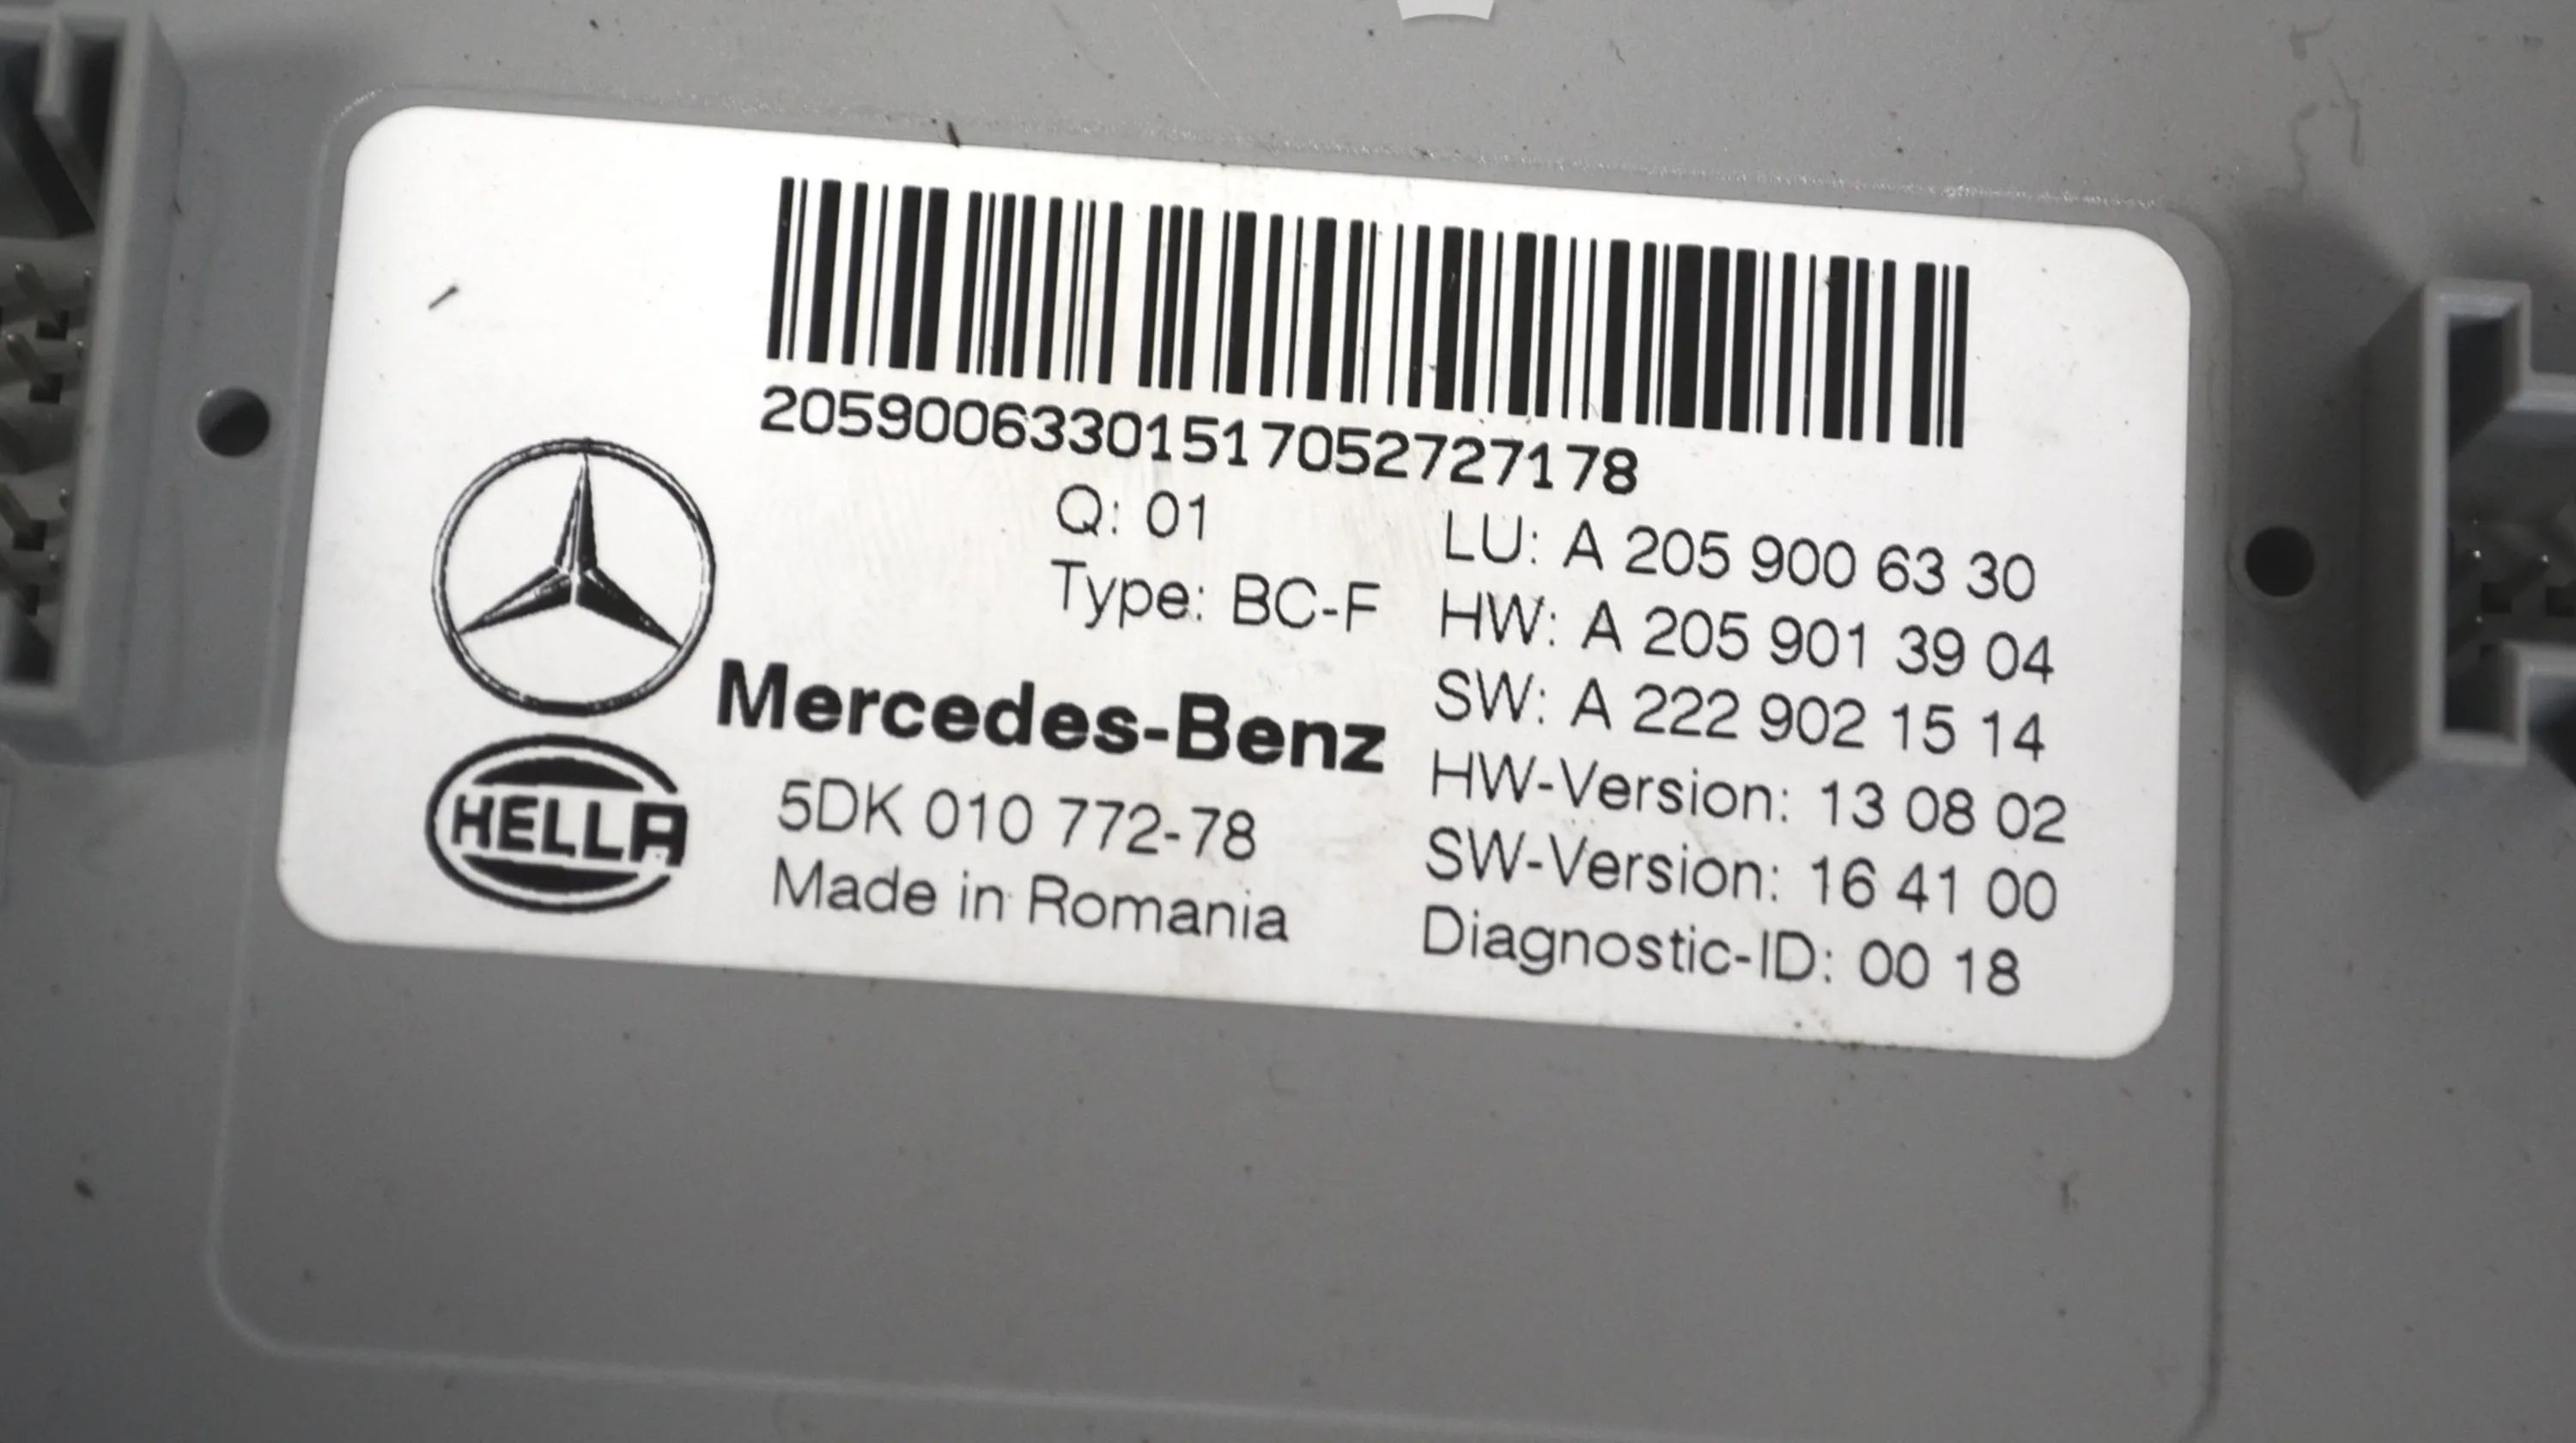 20590063301517052727178
Q: 01
Type: BC-F
LU: A 205 900 63 30
HW: A 205 901 39 04
SW: A 222 902 15 14
HW-Version: 13 08 02
SW-Version: 16 41 00
Diagnostic-ID: 00 18
Mercedes-Benz
HELLA
5DK 010 772-78
Made in Romania